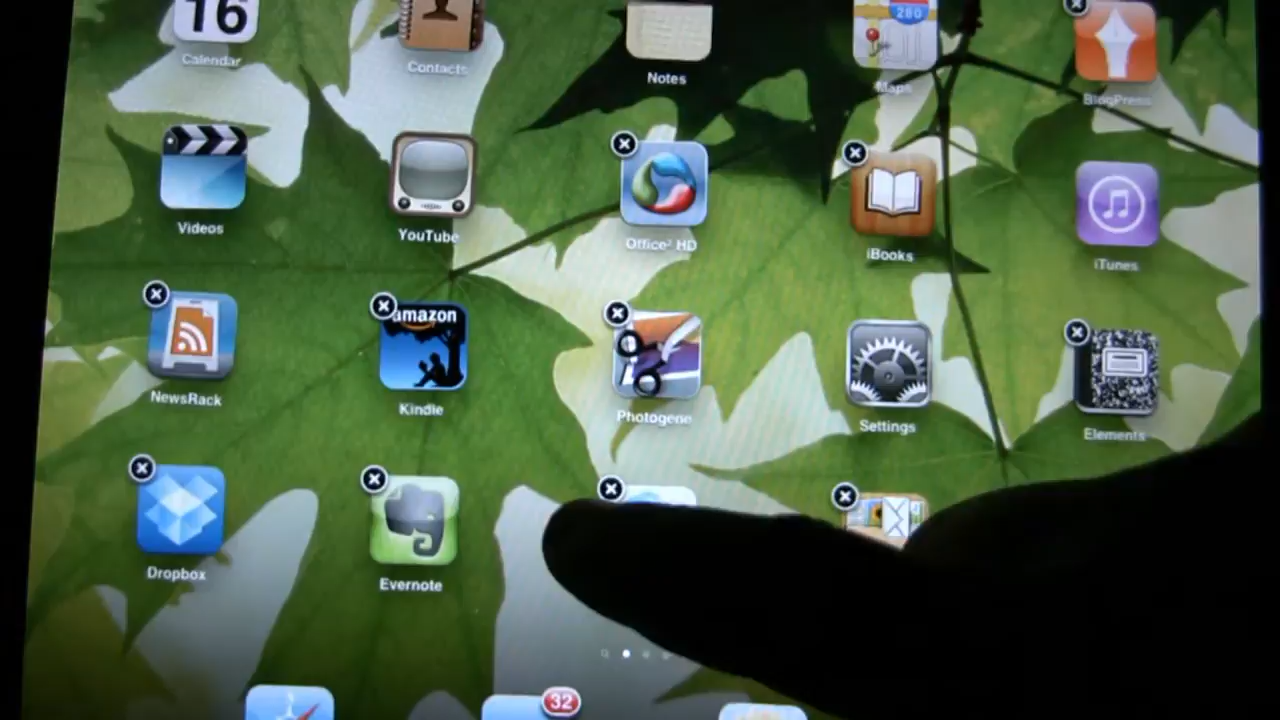 16
Calendar
Contacts
Notes
280
Maps
BlogPress
Videos
YouTube
Office² HD
iBooks
iTunes
NewsRack
amazon
Kindle
Photogene
Settings
Elements
Dropbox
Evernote
32